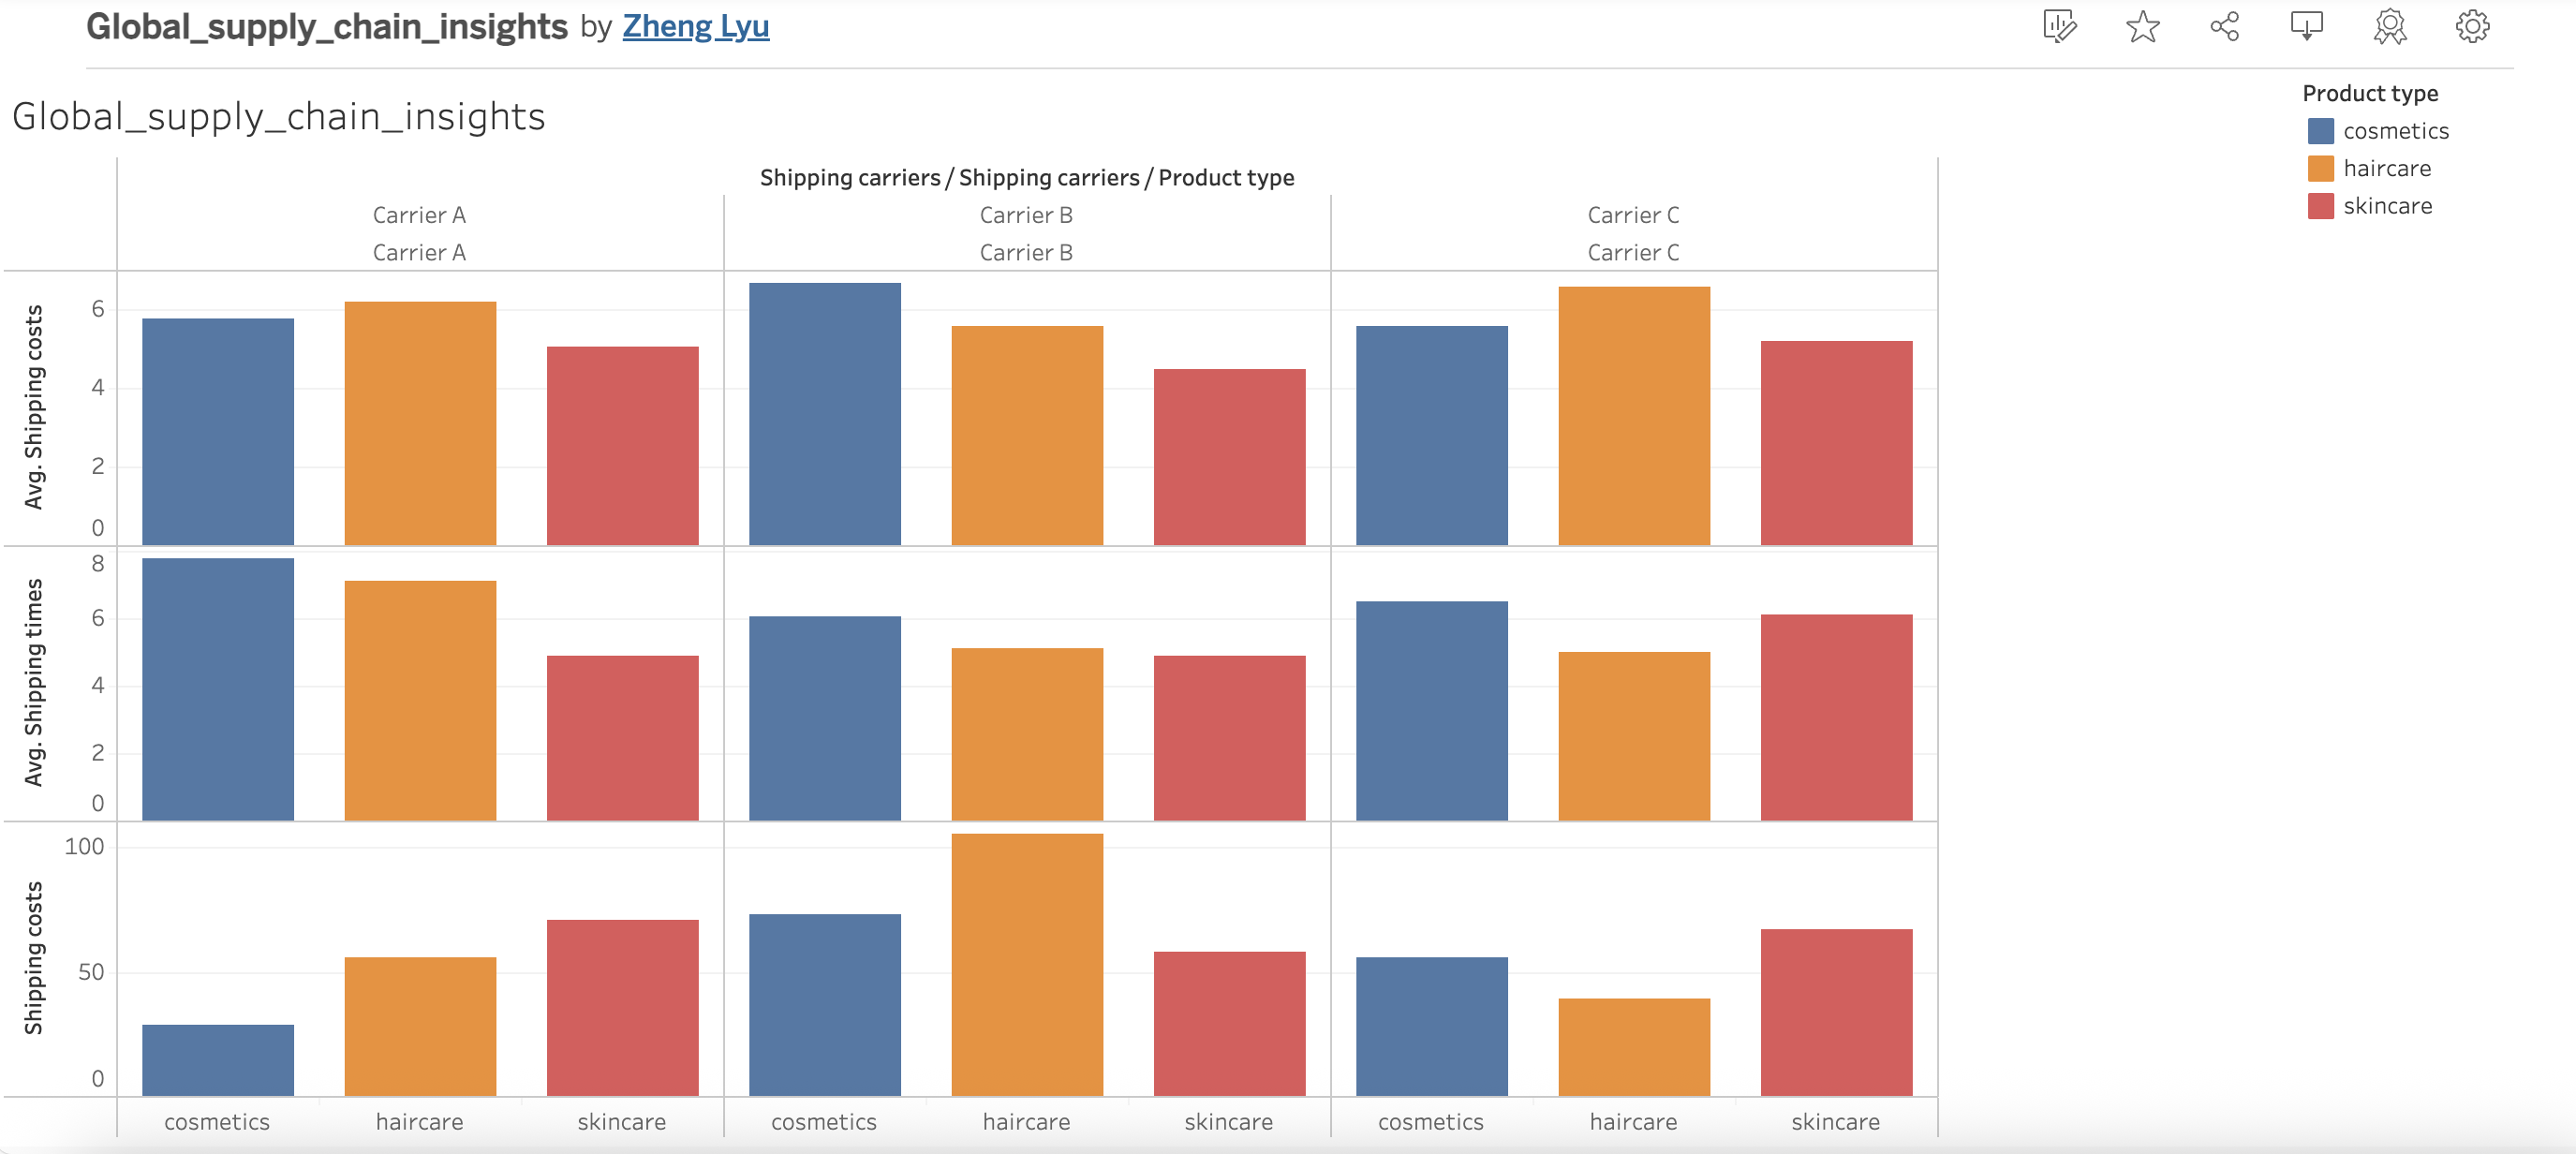 Global_supply_chain_insights by Zheng Lyu
Global_supply_chain_insights
Product type
cosmetics
haircare
skincare
Shipping carriers / Shipping carriers / Product type
Carrier A Carrier B Carrier C
Carrier A Carrier B Carrier C
Avg. Shipping costs
6
4
2
0
Avg. Shipping times
8
6
4
2
0
Shipping costs
100
50
0
cosmetics haircare skincare cosmetics haircare skincare cosmetics haircare skincare